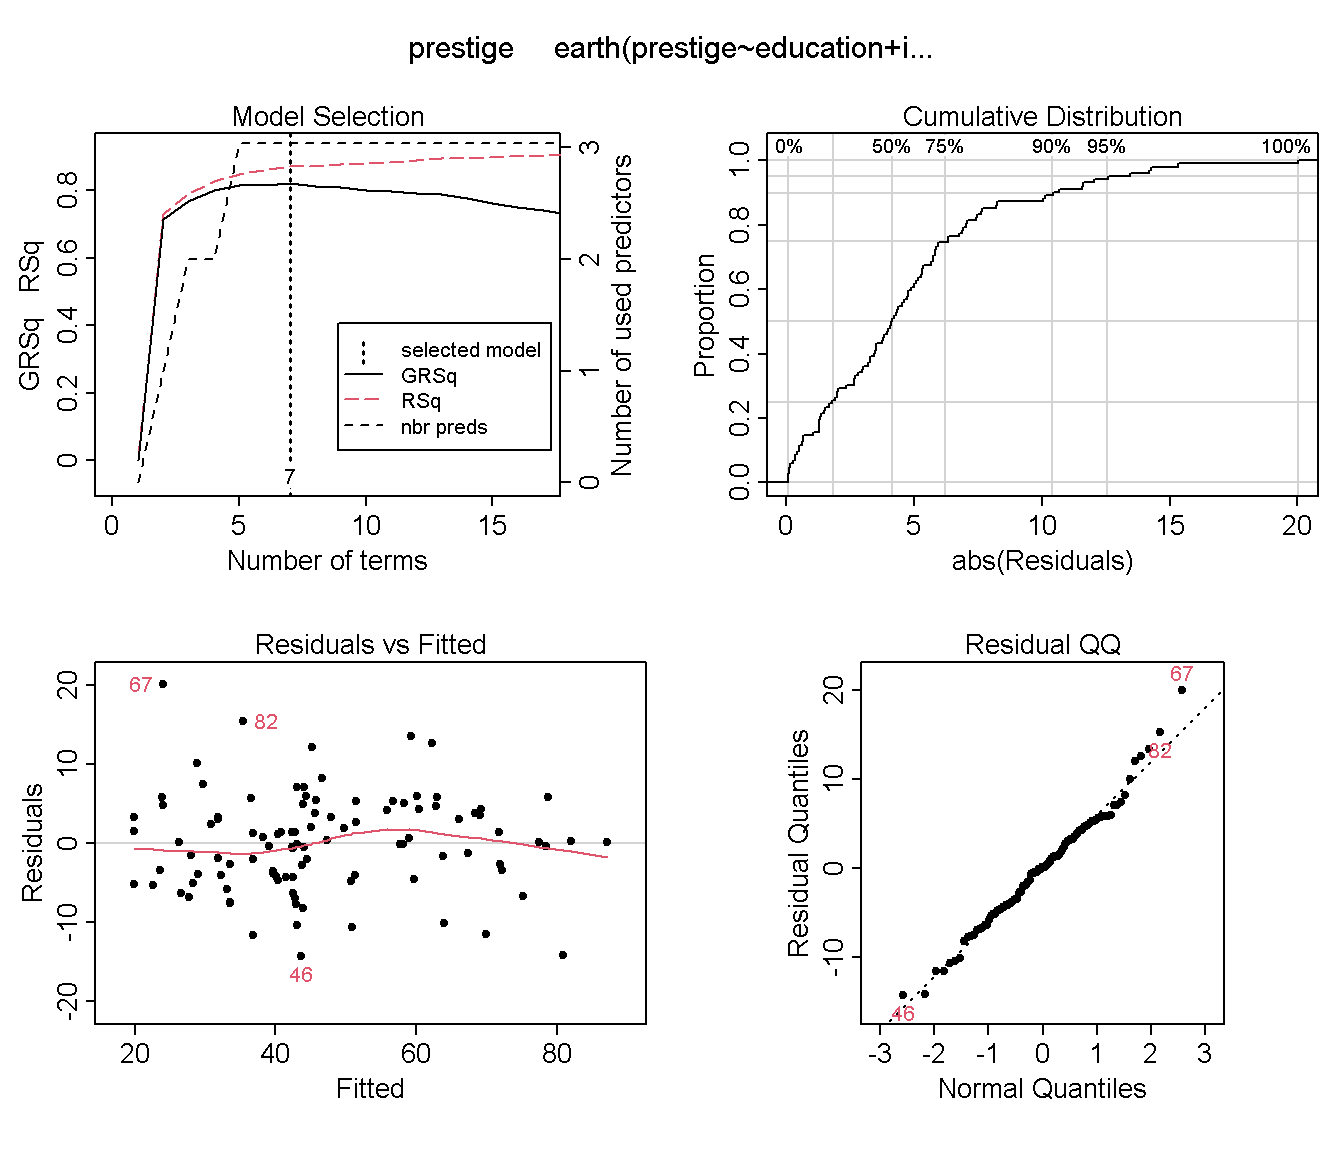 prestige earth(prestige~education+i...
Model Selection
GRSq RSq
0 0.2 0.4 0.6 0.8
0 1 2 3
Number of used predictors
selected model
GRSq
RSq
nbr preds
7
0 5 10 15
Number of terms
Cumulative Distribution
0% 50% 75% 90% 95% 100%
Proportion
0.0 0.2 0.4 0.6 0.8 1.0
0 5 10 15 20
abs(Residuals)
Residuals vs Fitted
Residuals
-20 -10 0 10 20
67
82
46
20 40 60 80
Fitted
Residual QQ
Residual Quantiles
-10 0 10 20
67
82
46
-3 -2 -1 0 1 2 3
Normal Quantiles